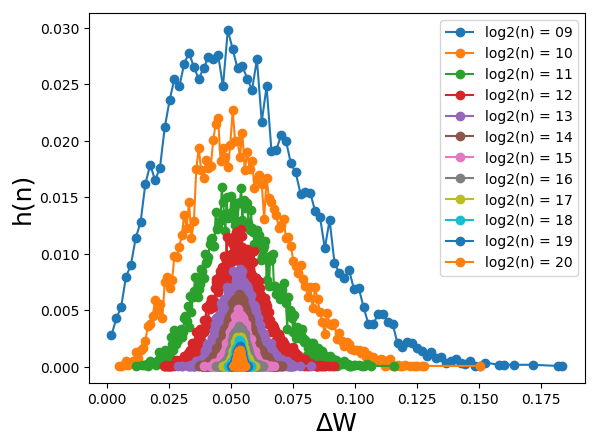 0.030
0.025
0.020
0.015
0.010
0.005
0.000
h(n)
0.000 0.025 0.050 0.075 0.100 0.125 0.150 0.175
ΔW
log2(n) = 09
log2(n) = 10
log2(n) = 11
log2(n) = 12
log2(n) = 13
log2(n) = 14
log2(n) = 15
log2(n) = 16
log2(n) = 17
log2(n) = 18
log2(n) = 19
log2(n) = 20